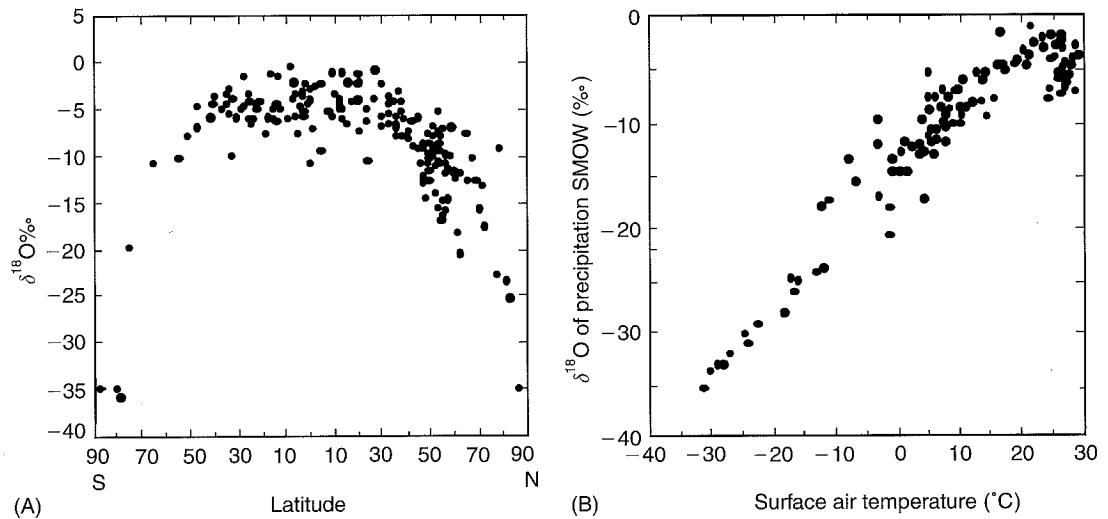 5
0
−5
−10
−15
−20
−25
−30
−35
−40
δ18O‰
90 70 50 30 10 10 30 50 70 90
S N
Latitude
(A)
0
−10
−20
−30
−40
δ18O of precipitation SMOW (‰)
−40 −30 −20 −10 0 10 20 30
Surface air temperature (°C)
(B)